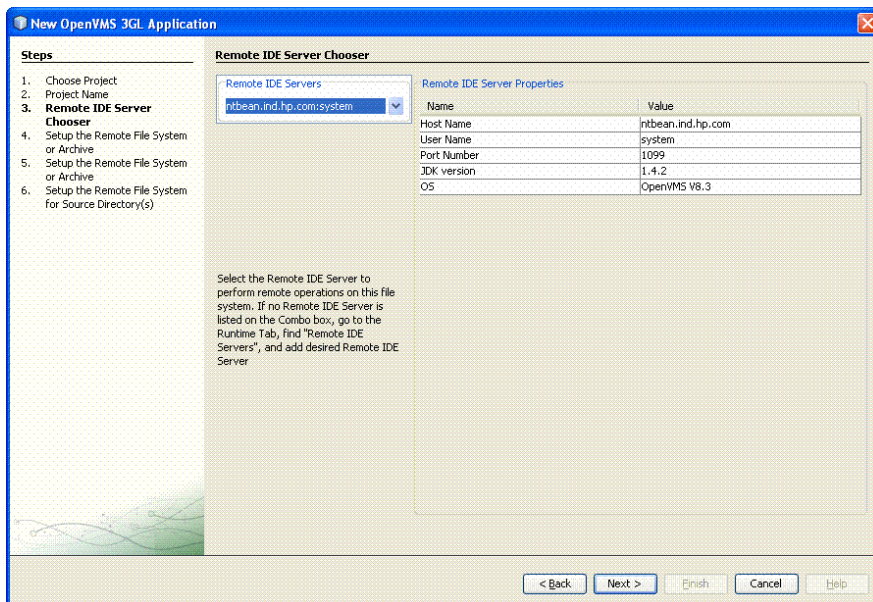 New OpenVMS 3GL Application
Steps
1. Choose Project
2. Project Name
3. Remote IDE Server
Chooser
4. Setup the Remote File System
or Archive
5. Setup the Remote File System
or Archive
6. Setup the Remote File System
for Source Directory(s)
Remote IDE Server Chooser
Remote IDE Servers
ntbean.ind.hp.com:system
Select the Remote IDE Server to
perform remote operations on this file
system. If no Remote IDE Server is
listed on the Combo box, go to the
Runtime Tab, find "Remote IDE
Servers", and add desired Remote IDE
Server
Remote IDE Server Properties
Name Value
Host Name ntbean.ind.hp.com
User Name system
Port Number 1099
JDK version 1.4.2
OS OpenVMS V8.3
< Back Next > Finish Cancel Help